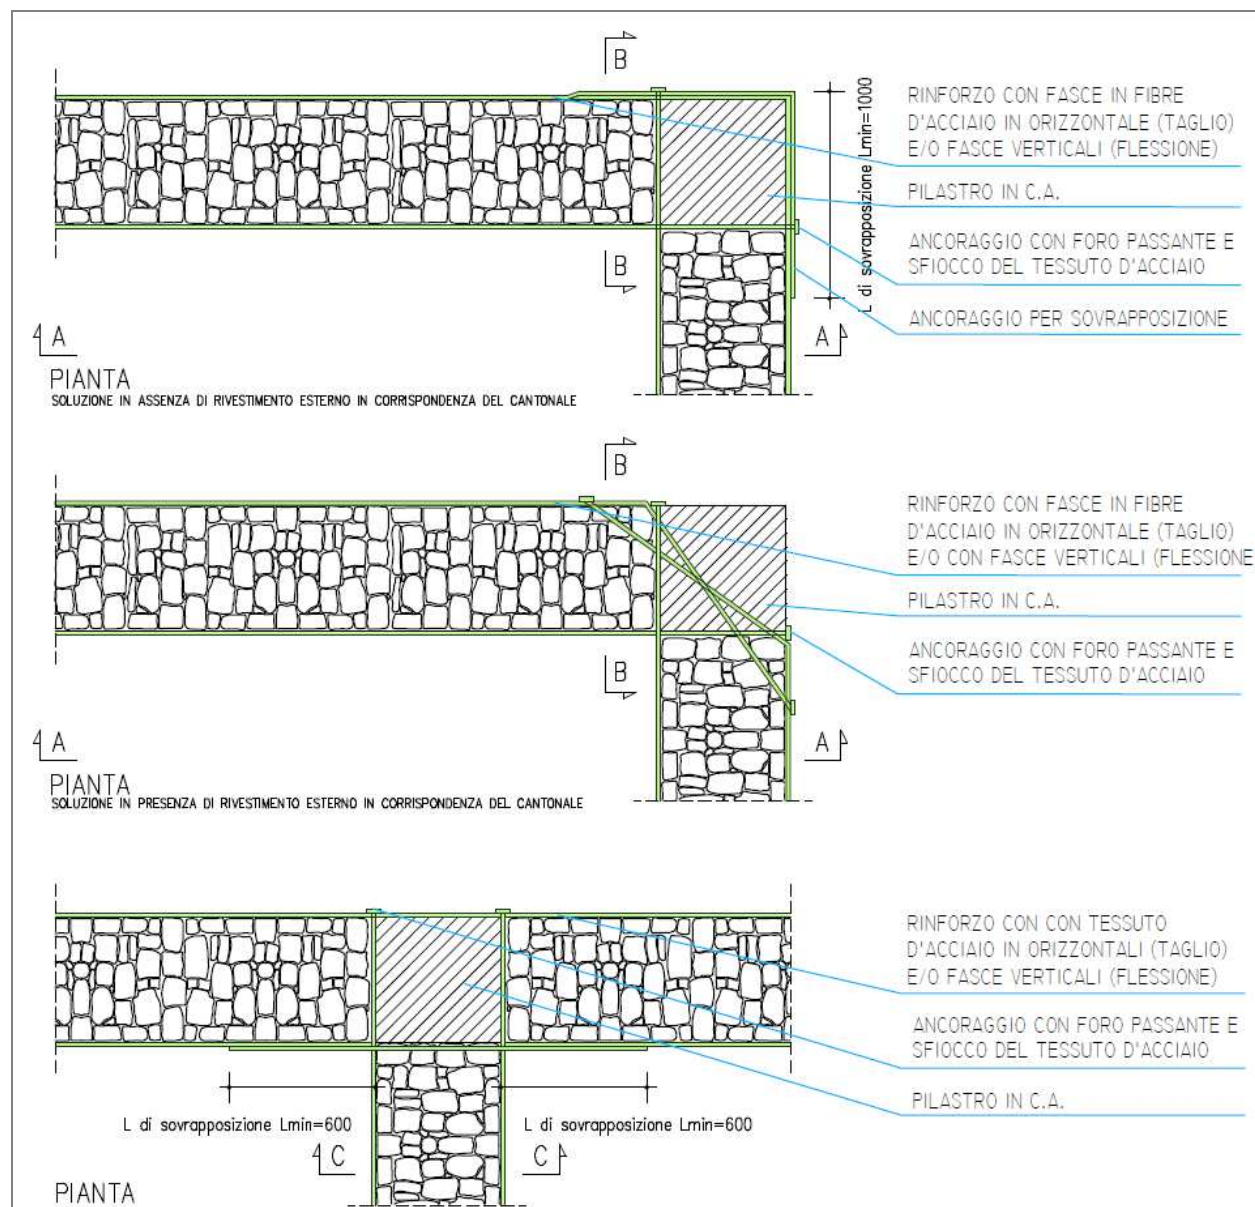 B
RINFORZO CON FASCE IN FIBRE
D'ACCIAIO IN ORIZZONTALE (TAGLIO)
E/O FASCE VERTICALI (FLESSIONE)
PILASTRO IN C.A.
ANCORAGGIO CON FORO PASSANTE E
SFIOCCO DEL TESSUTO D'ACCIAIO
ANCORAGGIO PER SOVRAPPOSIZIONE
L di sovrapposizione Lmin=1000
B
A
A
PIANTA
SOLUZIONE IN ASSENZA DI RIVESTIMENTO ESTERNO IN CORRISPONDENZA DEL CANTONALE
B
RINFORZO CON FASCE IN FIBRE
D'ACCIAIO IN ORIZZONTALE (TAGLIO)
E/O CON FASCE VERTICALI (FLESSIONE
PILASTRO IN C.A.
ANCORAGGIO CON FORO PASSANTE E
SFIOCCO DEL TESSUTO D'ACCIAIO
B
A
A
PIANTA
SOLUZIONE IN PRESENZA DI RIVESTIMENTO ESTERNO IN CORRISPONDENZA DEL CANTONALE
RINFORZO CON CON TESSUTO
D'ACCIAIO IN ORIZZONTALI (TAGLIO)
E/O FASCE VERTICALI (FLESSIONE)
ANCORAGGIO CON FORO PASSANTE E
SFIOCCO DEL TESSUTO D'ACCIAIO
PILASTRO IN C.A.
L di sovrapposizione Lmin=600
L di sovrapposizione Lmin=600
C
C
PIANTA